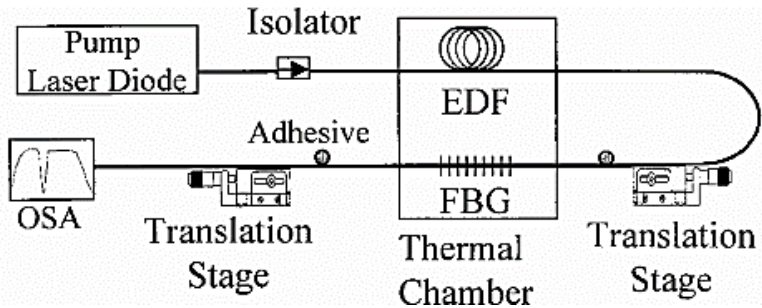 Isolator
Pump
Laser Diode
EDF
Adhesive
OSA
FBG
Translation
Stage
Thermal
Chamber
Translation
Stage